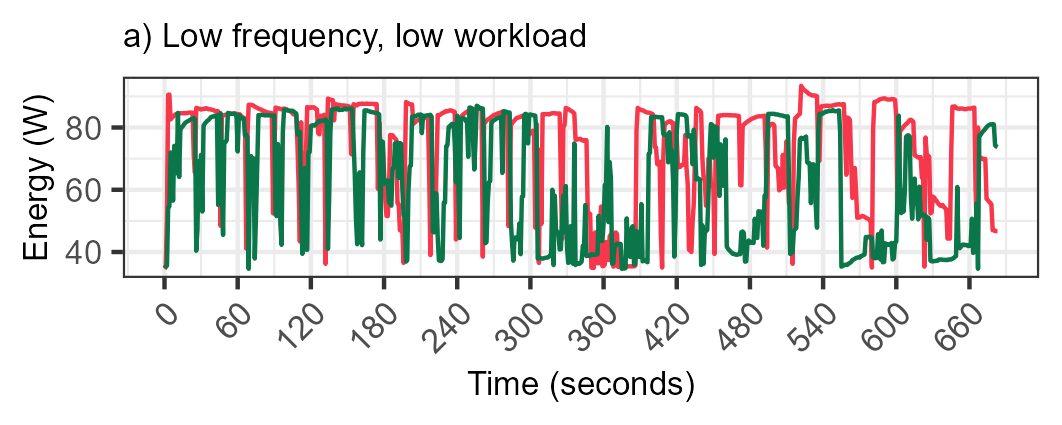 a) Low frequency, low workload
Energy (W)
80
60
40
0 60 120 180 240 300 360 420 480 540 600 660
Time (seconds)